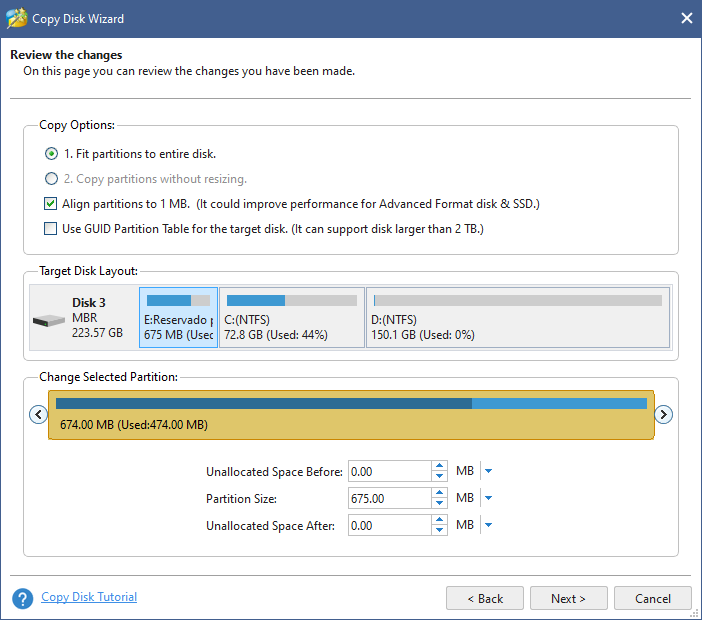 Copy Disk Wizard
Review the changes
On this page you can review the changes you have been made.
Copy Options:
1. Fit partitions to entire disk.
2. Copy partitions without resizing.
Align partitions to 1 MB. (It could improve performance for Advanced Format disk & SSD.)
Use GUID Partition Table for the target disk. (It can support disk larger than 2 TB.)
Target Disk Layout:
Disk 3
MBR
223.57 GB
E:Reservado p
675 MB (Used
C:(NTFS)
72.8 GB (Used: 44%)
D:(NTFS)
150.1 GB (Used: 0%)
Change Selected Partition:
674.00 MB (Used:474.00 MB)
Unallocated Space Before: 0.00 MB
Partition Size: 675.00 MB
Unallocated Space After: 0.00 MB
? Copy Disk Tutorial
< Back Next > Cancel